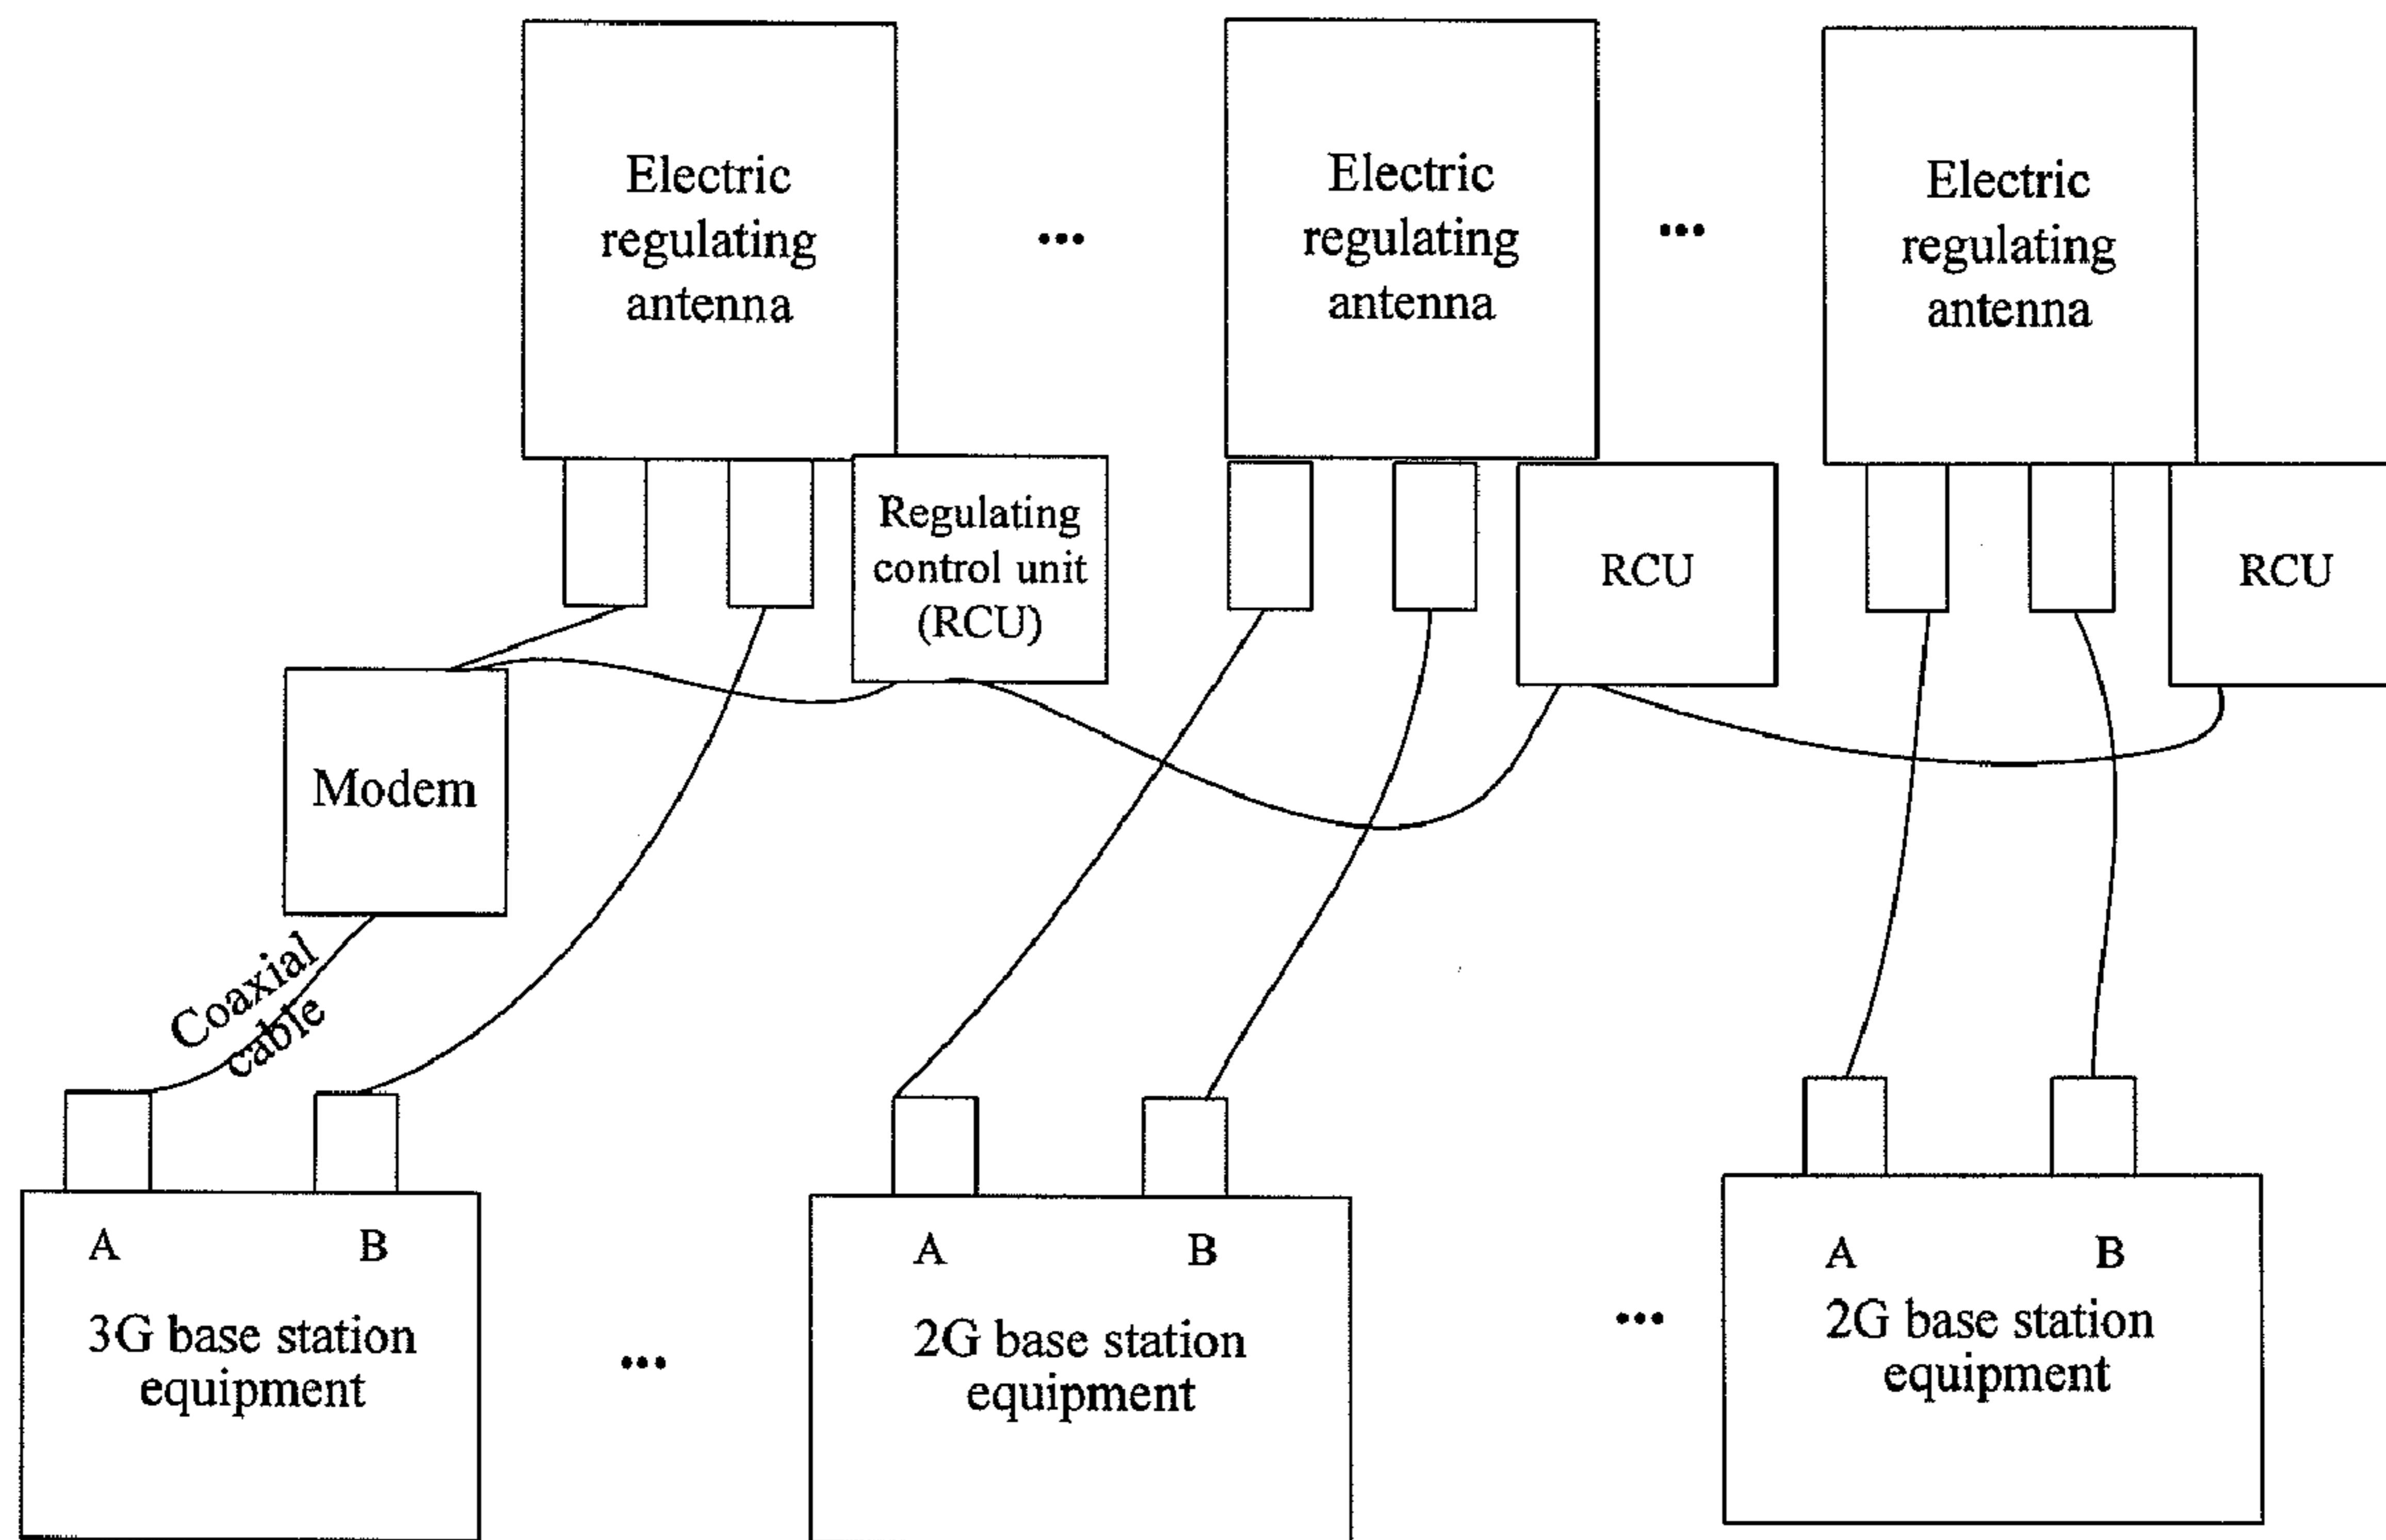 Electric
regulating
antenna
...
Electric
regulating
antenna
...
Electric
regulating
antenna
Regulating
control unit
(RCU)
RCU
RCU
Modem
Coaxial
cable
A B
3G base station
equipment
...
A B
2G base station
equipment
...
A B
2G base station
equipment